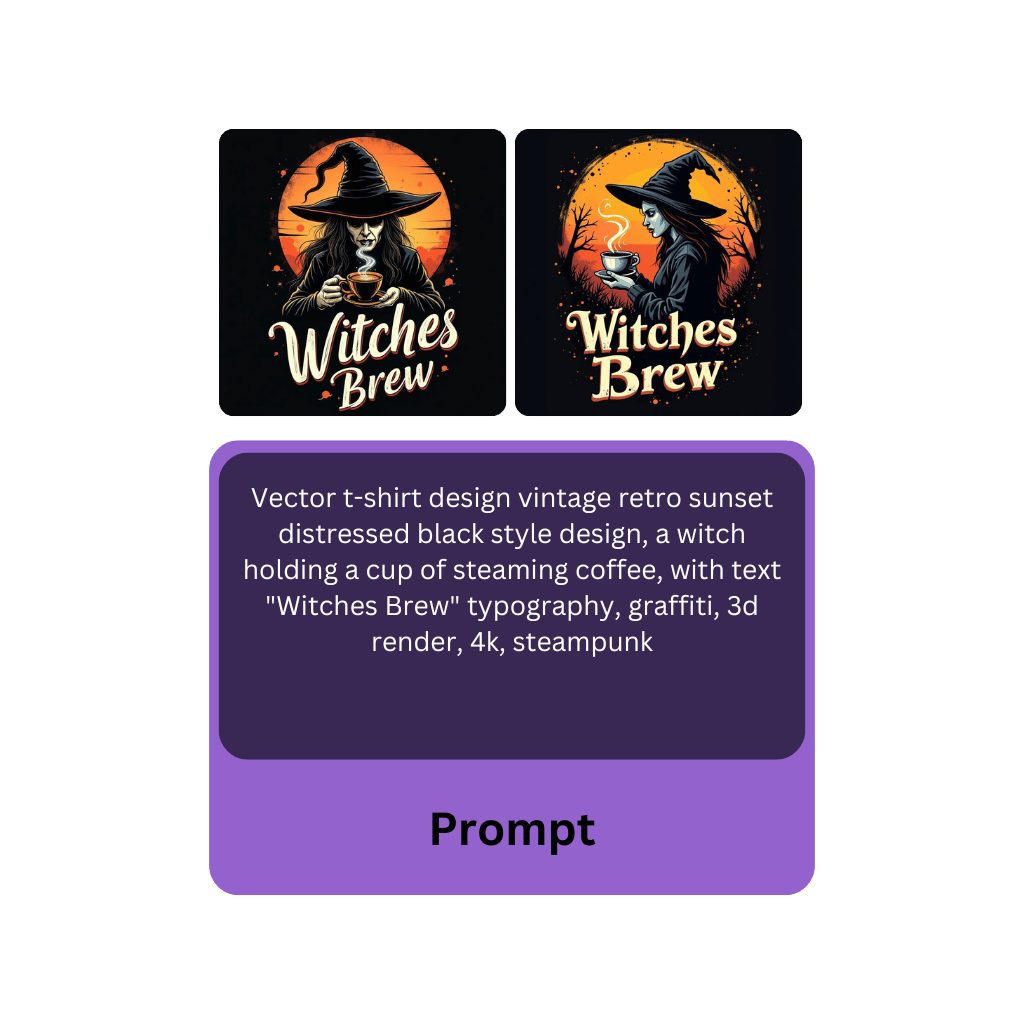 Witches
Brew
Witches
Brew
Vector t-shirt design vintage retro sunset
distressed black style design, a witch
holding a cup of steaming coffee, with text
"Witches Brew" typography, graffiti, 3d
render, 4k, steampunk
Prompt